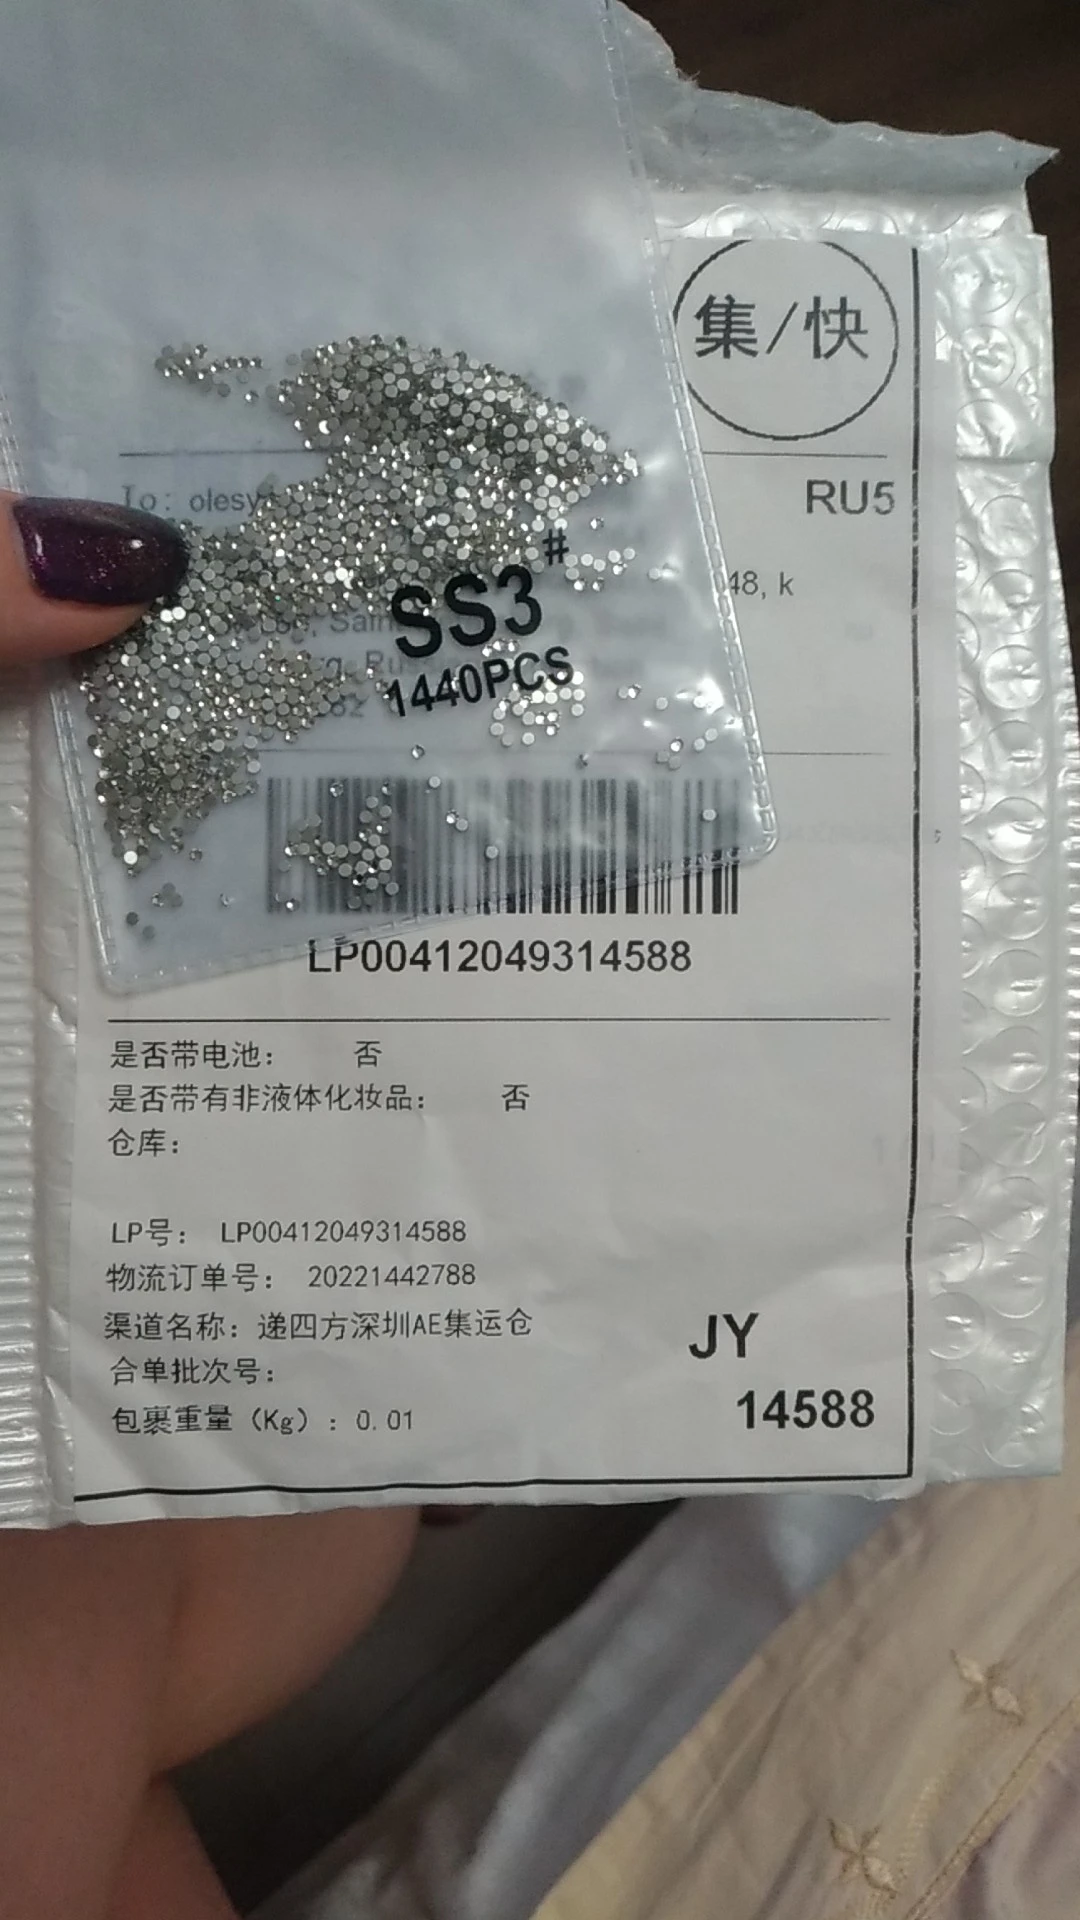 集/快
RU5
To: olesy
48, k
SS3#
1440PCS
LP00412049314588
是否带电池: 否
是否带有非液体化妆品: 否
仓库:
LP号: LP00412049314588
物流订单号: 20221442788
渠道名称: 递四方深圳AE集运仓
JY
合单批次号:
14588
包裹重量（Kg）: 0.01